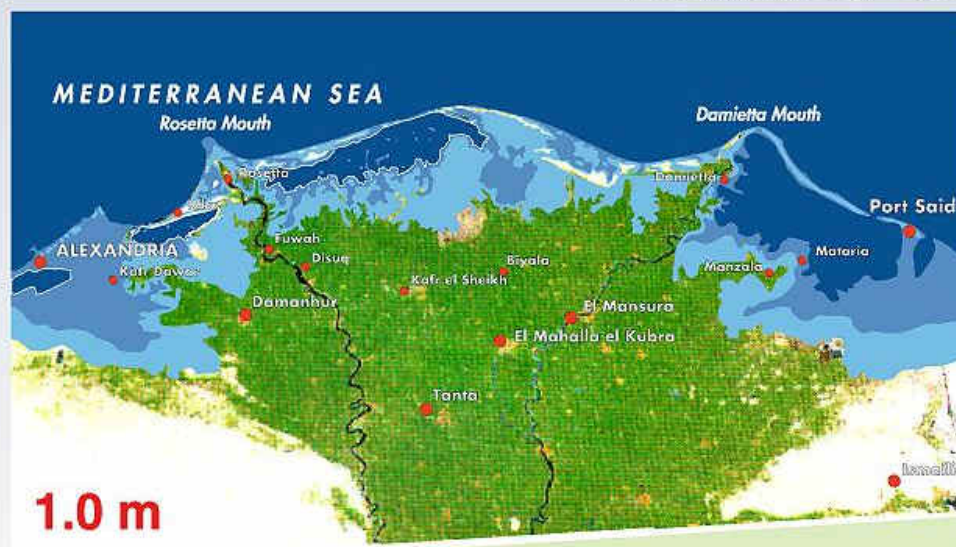 MEDITERRANEAN SEA
Rosetta Mouth
Damietta Mouth
Rosetta
Damietta
Port Said
ALEXANDRIA
Fuwah
Disuq
Biyala
Mataria
Kafr Dawar
Kafr el Sheikh
Manzala
Damanhur
El Mansura
El Mahalla el Kubra
Tanta
1.0 m